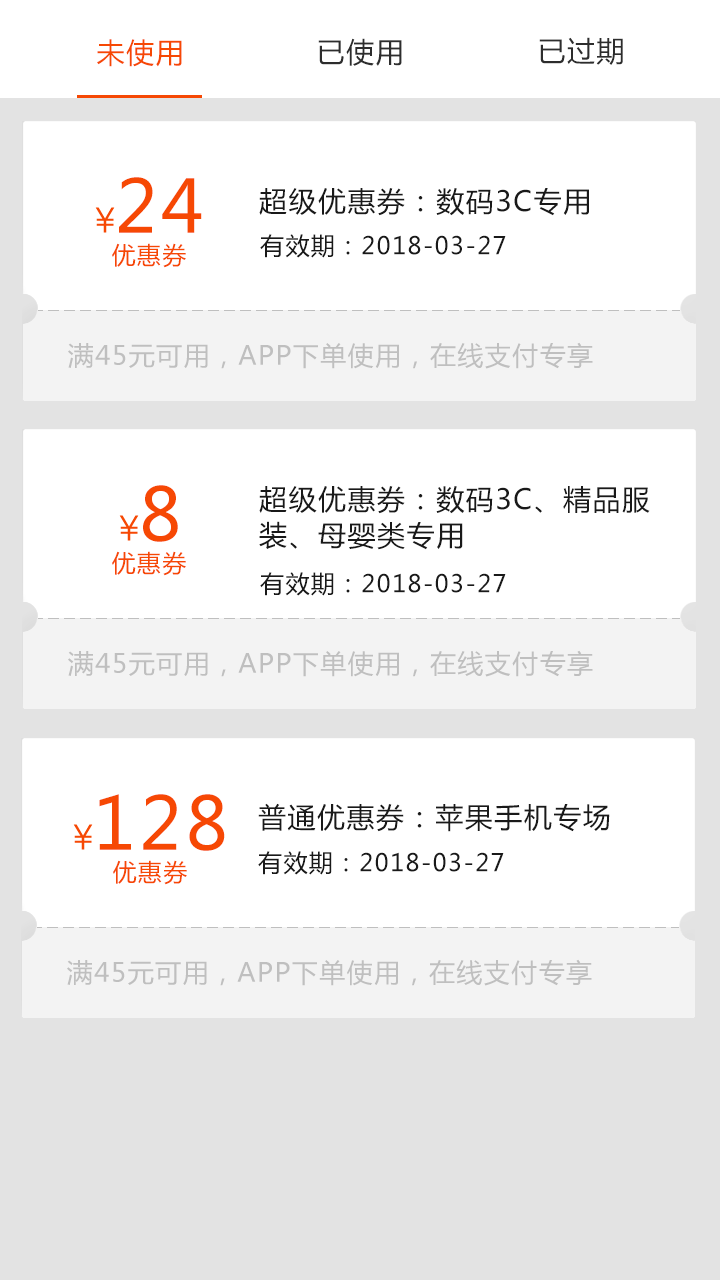 未使用 已使用 已过期
¥24
优惠券
超级优惠券：数码3C专用
有效期：2018-03-27
满45元可用，APP下单使用，在线支付专享
¥8
优惠券
超级优惠券：数码3C、精品服
装、母婴类专用
有效期：2018-03-27
满45元可用，APP下单使用，在线支付专享
¥128
优惠券
普通优惠券：苹果手机专场
有效期：2018-03-27
满45元可用，APP下单使用，在线支付专享